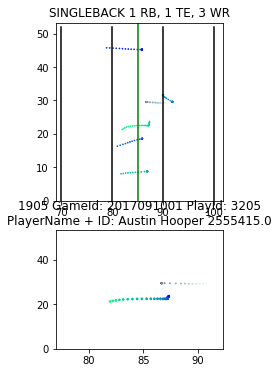 SINGLEBACK 1 RB, 1 TE, 3 WR
50
40
30
20
10
0
70 80 90 100
1905 GameId: 2017091001 PlayId: 3205
PlayerName + ID: Austin Hooper 2555415.0
40
20
0
80 85 90